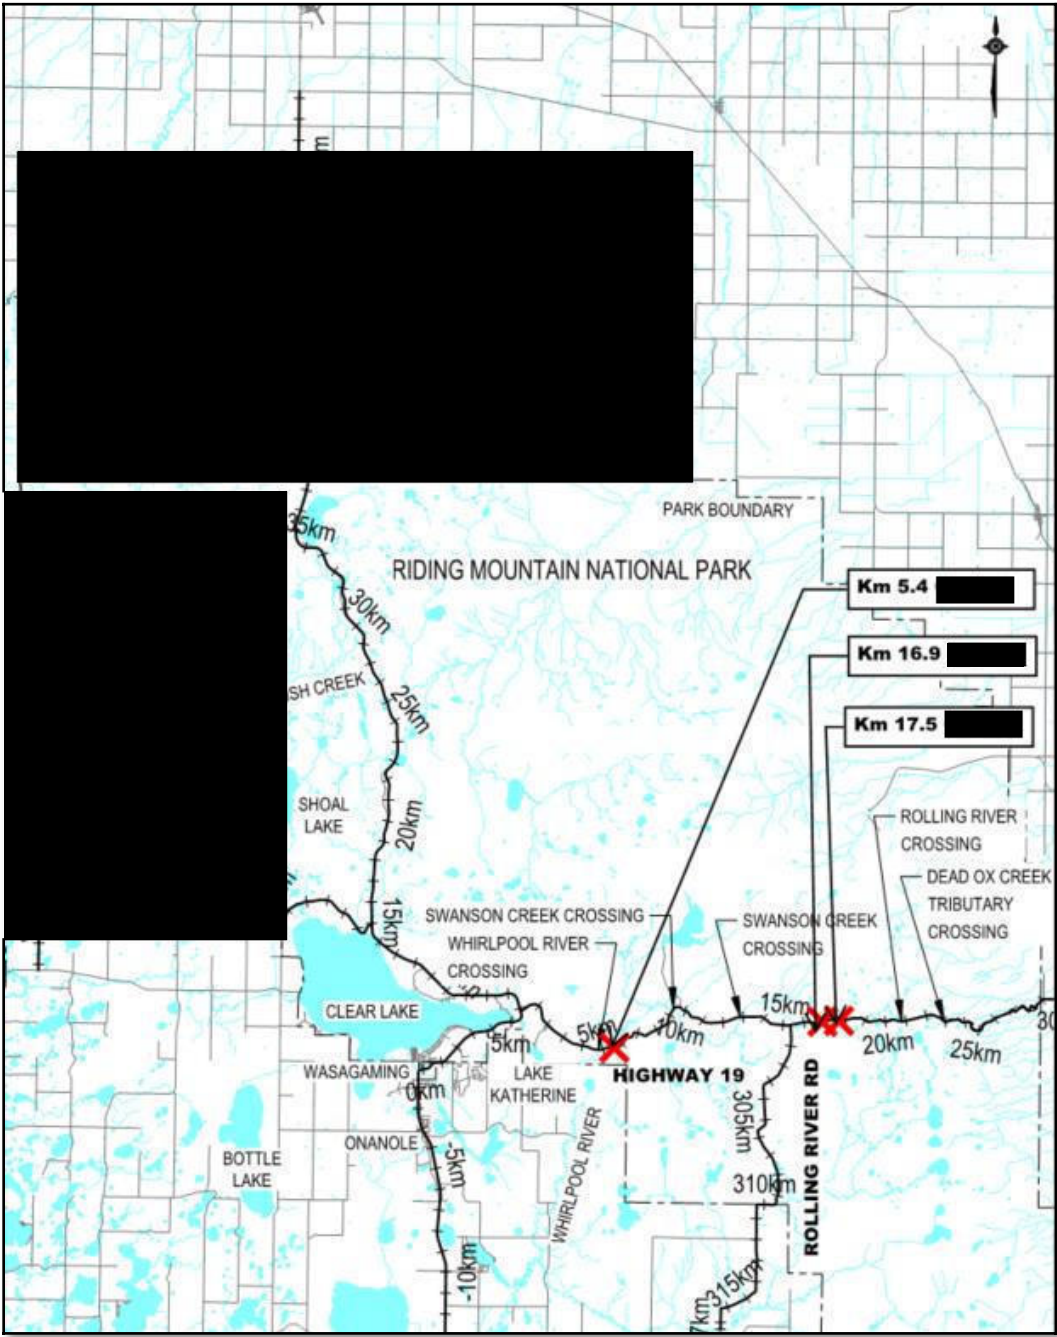 m
PARK BOUNDARY
35km
RIDING MOUNTAIN NATIONAL PARK
Km 5.4
30km
Km 16.9
SH CREEK
25km
Km 17.5
SHOAL
LAKE
20km
ROLLING RIVER
CROSSING
DEAD OX CREEK
TRIBUTARY
CROSSING
15km
SWANSON CREEK CROSSING
SWANSON CREEK
CROSSING
WHIRLPOOL RIVER
CROSSING
CLEAR LAKE
5km
5km
10km
15km
20km
25km
30
WASAGAMING
0km
LAKE
KATHERINE
HIGHWAY 19
ROLLING RIVER RD
305km
ONANOLE
-5km
WHIRLPOOL RIVER
BOTTLE
LAKE
310km
-10km
315km
7km